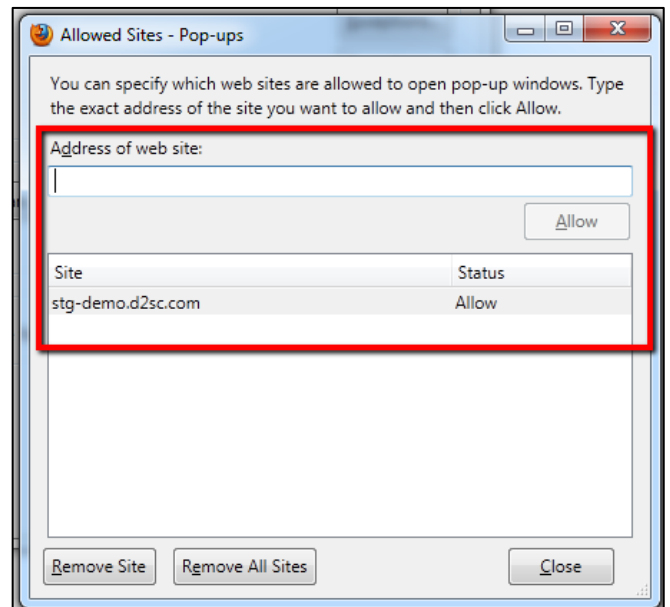 Allowed Sites - Pop-ups
You can specify which web sites are allowed to open pop-up windows. Type
the exact address of the site you want to allow and then click Allow.
Address of web site:
Allow
Site Status
stg-demo.d2sc.com Allow
Remove Site Remove All Sites Close